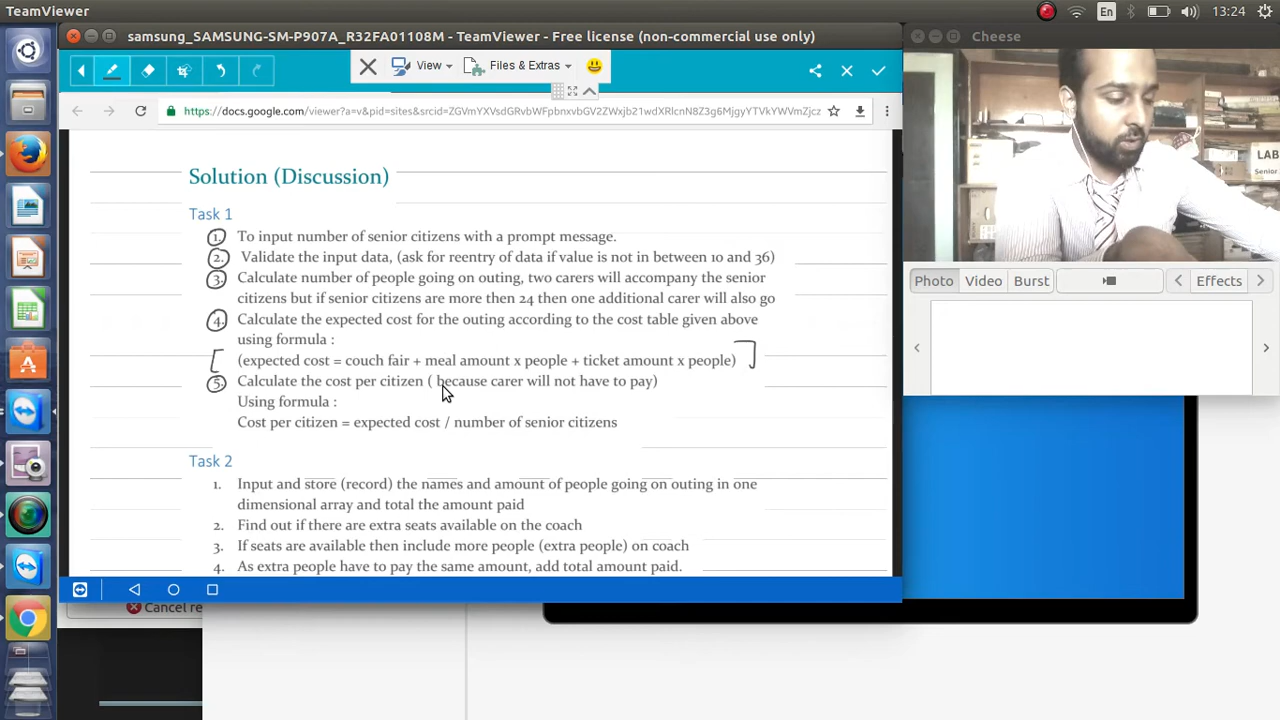 TeamViewer
En
13:24
samsung_SAMSUNG-SM-P907A_R32FA01108M - TeamViewer - Free license (non-commercial use only)
Cheese
View
Files & Extras
https://docs.google.com/viewer?a=v&pid=sites&srcid=ZGVmYXVsdGRvbWFpbnxvbGV2ZWxjb21wdXRlcnN6Z3g6MjgyYTVkYWVmZjcz
LAB
Senior
Solution (Discussion)
Task 1
1. To input number of senior citizens with a prompt message.
2. Validate the input data, (ask for reentry of data if value is not in between 10 and 36)
3. Calculate number of people going on outing, two carers will accompany the senior
citizens but if senior citizens are more then 24 then one additional carer will also go
4. Calculate the expected cost for the outing according to the cost table given above
using formula :
(expected cost = couch fair + meal amount x people + ticket amount x people)
5. Calculate the cost per citizen ( because carer will not have to pay)
Using formula :
Cost per citizen = expected cost / number of senior citizens
Task 2
1. Input and store (record) the names and amount of people going on outing in one
dimensional array and total the amount paid
2. Find out if there are extra seats available on the coach
3. If seats are available then include more people (extra people) on coach
4. As extra people have to pay the same amount, add total amount paid.
Photo
Video
Burst
Effects
Cancel re